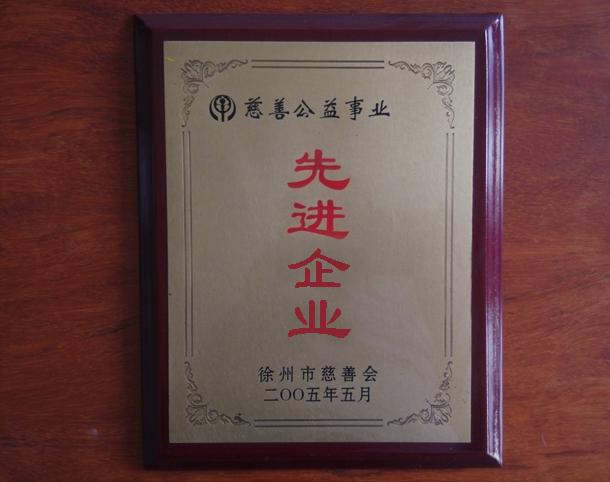 慈善公益事业
先进企业
徐州市慈善会
二〇〇五年五月